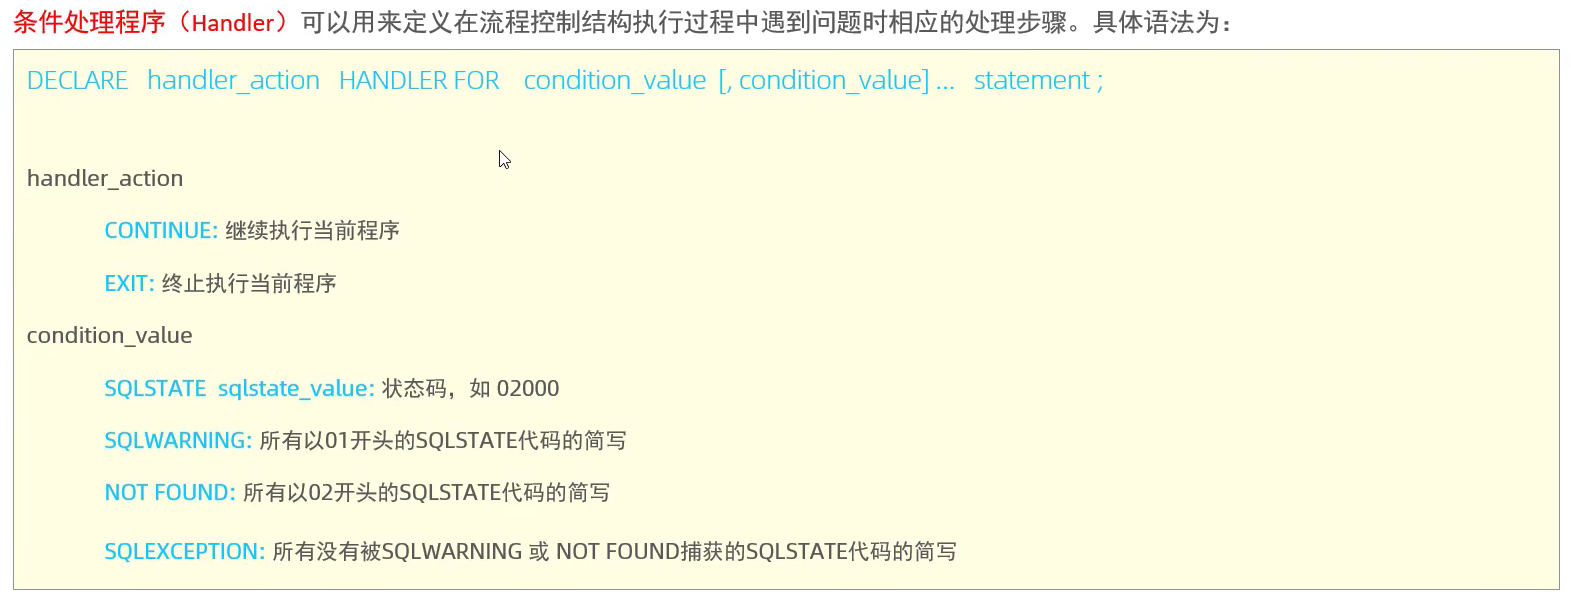 条件处理程序（Handler）可以用来定义在流程控制结构执行过程中遇到问题时相应的处理步骤。具体语法为：
DECLARE handler_action HANDLER FOR condition_value [, condition_value] ... statement ;
handler_action
CONTINUE: 继续执行当前程序
EXIT: 终止执行当前程序
condition_value
SQLSTATE sqlstate_value: 状态码，如 02000
SQLWARNING: 所有以01开头的SQLSTATE代码的简写
NOT FOUND: 所有以02开头的SQLSTATE代码的简写
SQLEXCEPTION: 所有没有被SQLWARNING 或 NOT FOUND捕获的SQLSTATE代码的简写